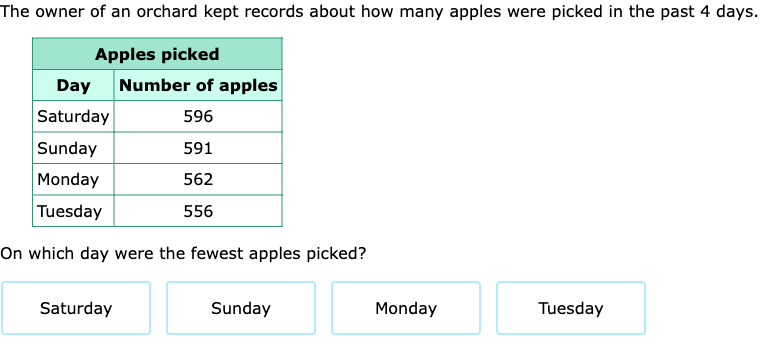 The owner of an orchard kept records about how many apples were picked in the past 4 days.
Apples picked
Day Number of apples
Saturday 596
Sunday 591
Monday 562
Tuesday 556
On which day were the fewest apples picked?
Saturday Sunday Monday Tuesday